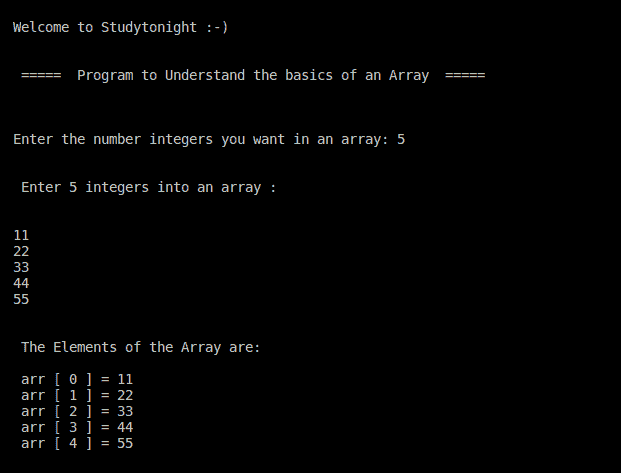 Welcome to Studytonight :-)
===== Program to Understand the basics of an Array =====
Enter the number integers you want in an array: 5
Enter 5 integers into an array :
11
22
33
44
55
The Elements of the Array are:
arr [ 0 ] = 11
arr [ 1 ] = 22
arr [ 2 ] = 33
arr [ 3 ] = 44
arr [ 4 ] = 55